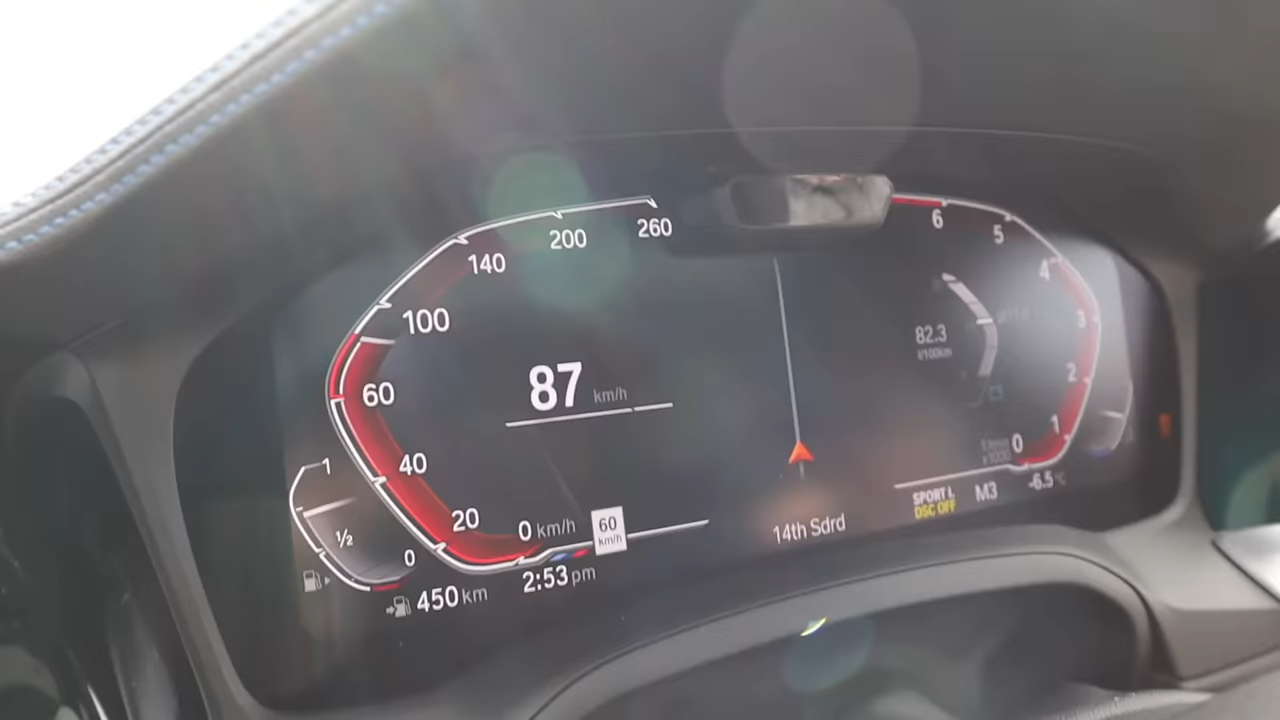 260
200
140
100
60
40
20
0 km/h
87 km/h
60
km/h
1
½
0
450 km
2:53 pm
14th Sdrd
6
5
4
3
2
1
0
82.3
l/100km
SPORT L
DSC OFF
M3
-6.5 °C